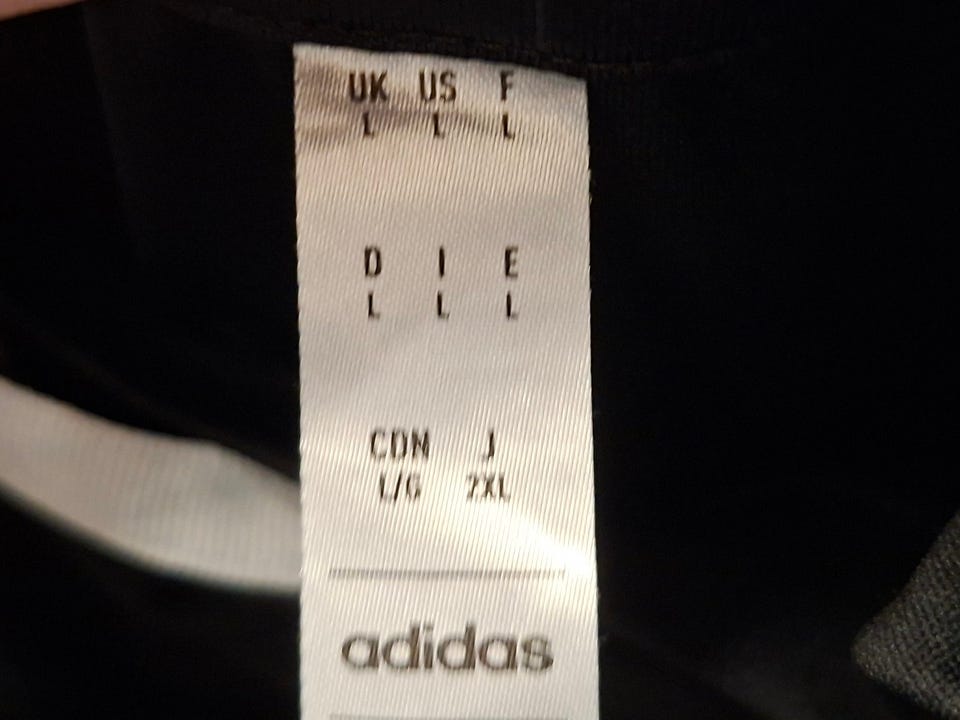 UK US F
L L L
D I E
L L L
CDN J
L/G 2XL
adidas